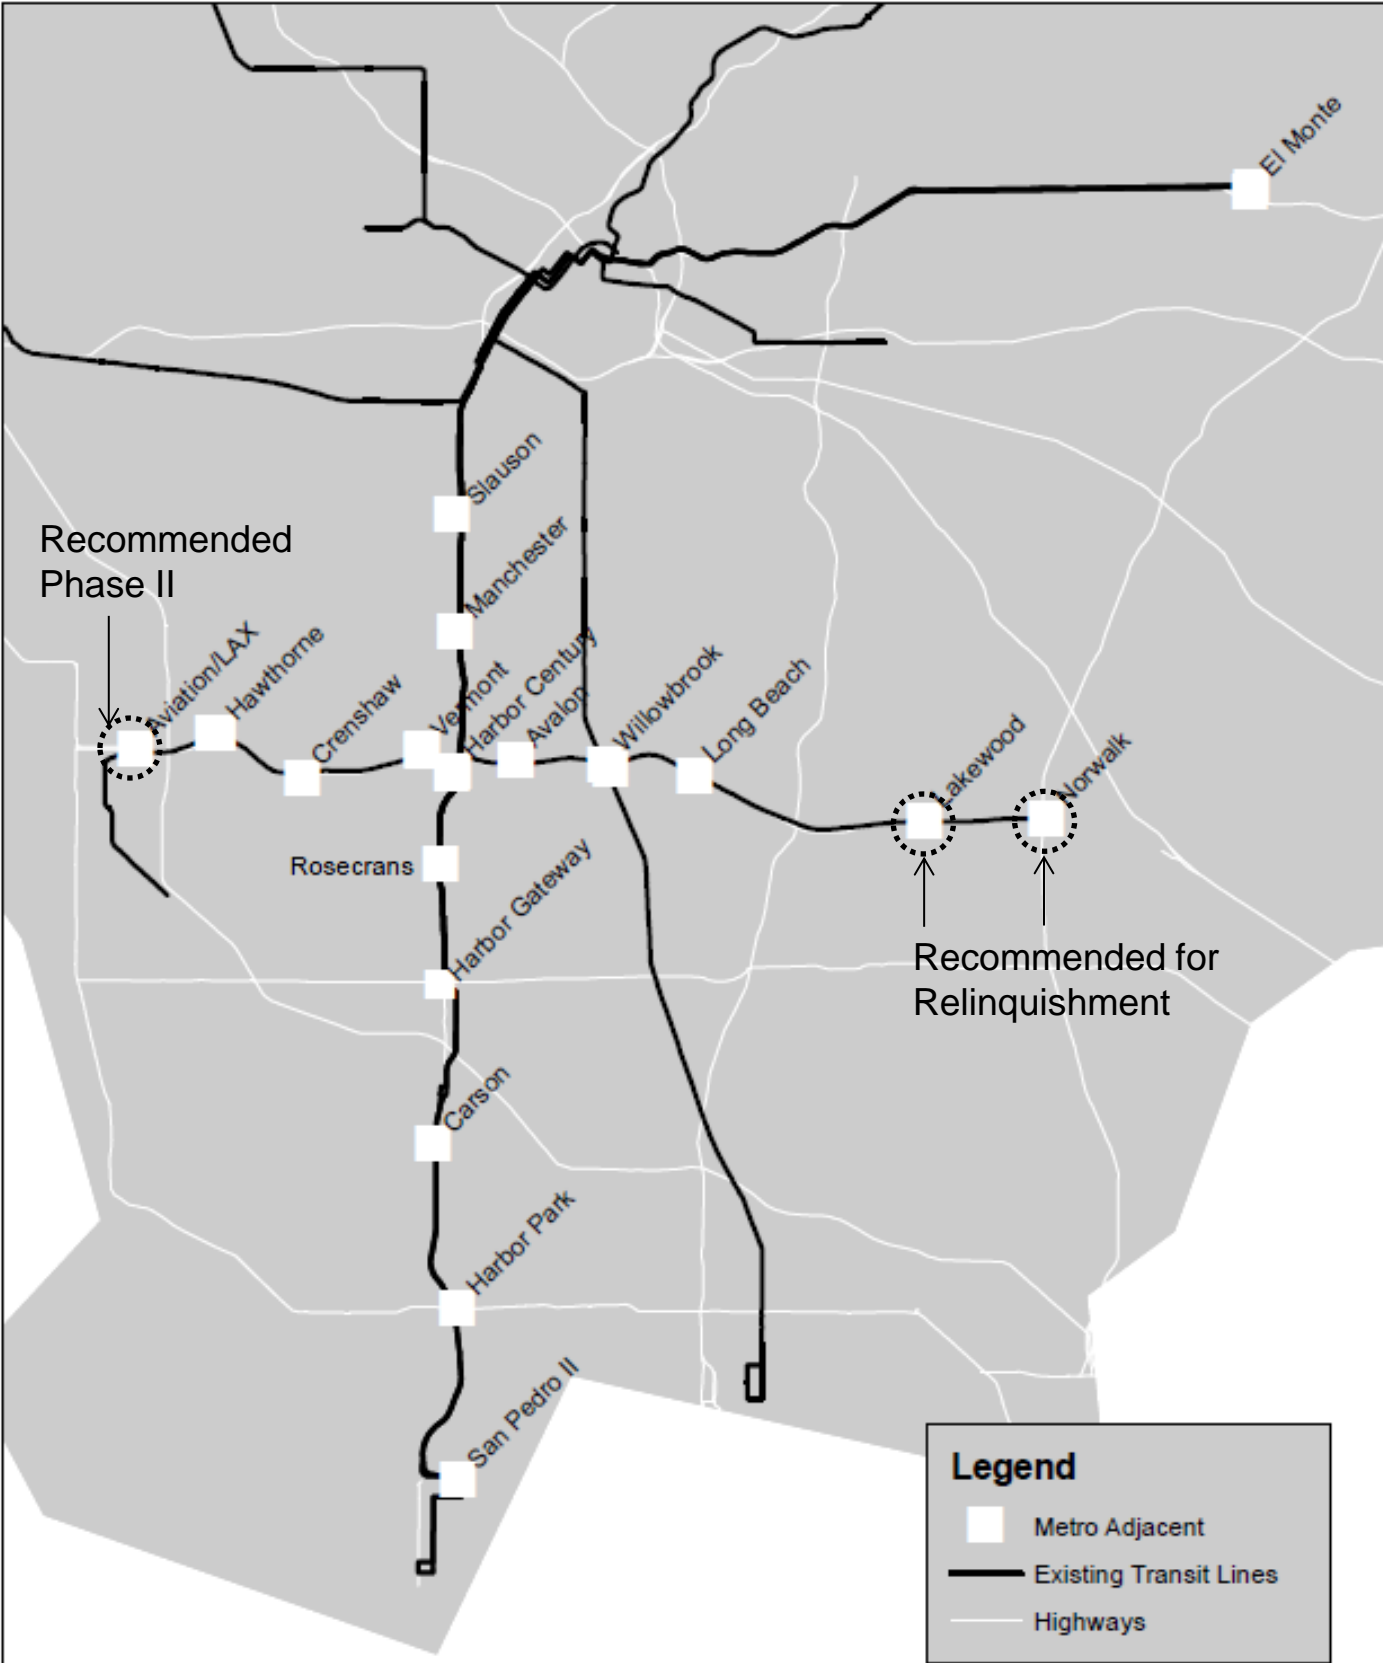 El Monte
Slauson
Recommended
Phase II
Manchester
Aviation/LAX
Hawthorne
Crenshaw
Vermont
Harbor Century
Avalon
Willowbrook
Long Beach
Lakewood
Norwalk
Rosecrans
Harbor Gateway
Recommended for
Relinquishment
Carson
Harbor Park
San Pedro II
Legend
Metro Adjacent
Existing Transit Lines
Highways